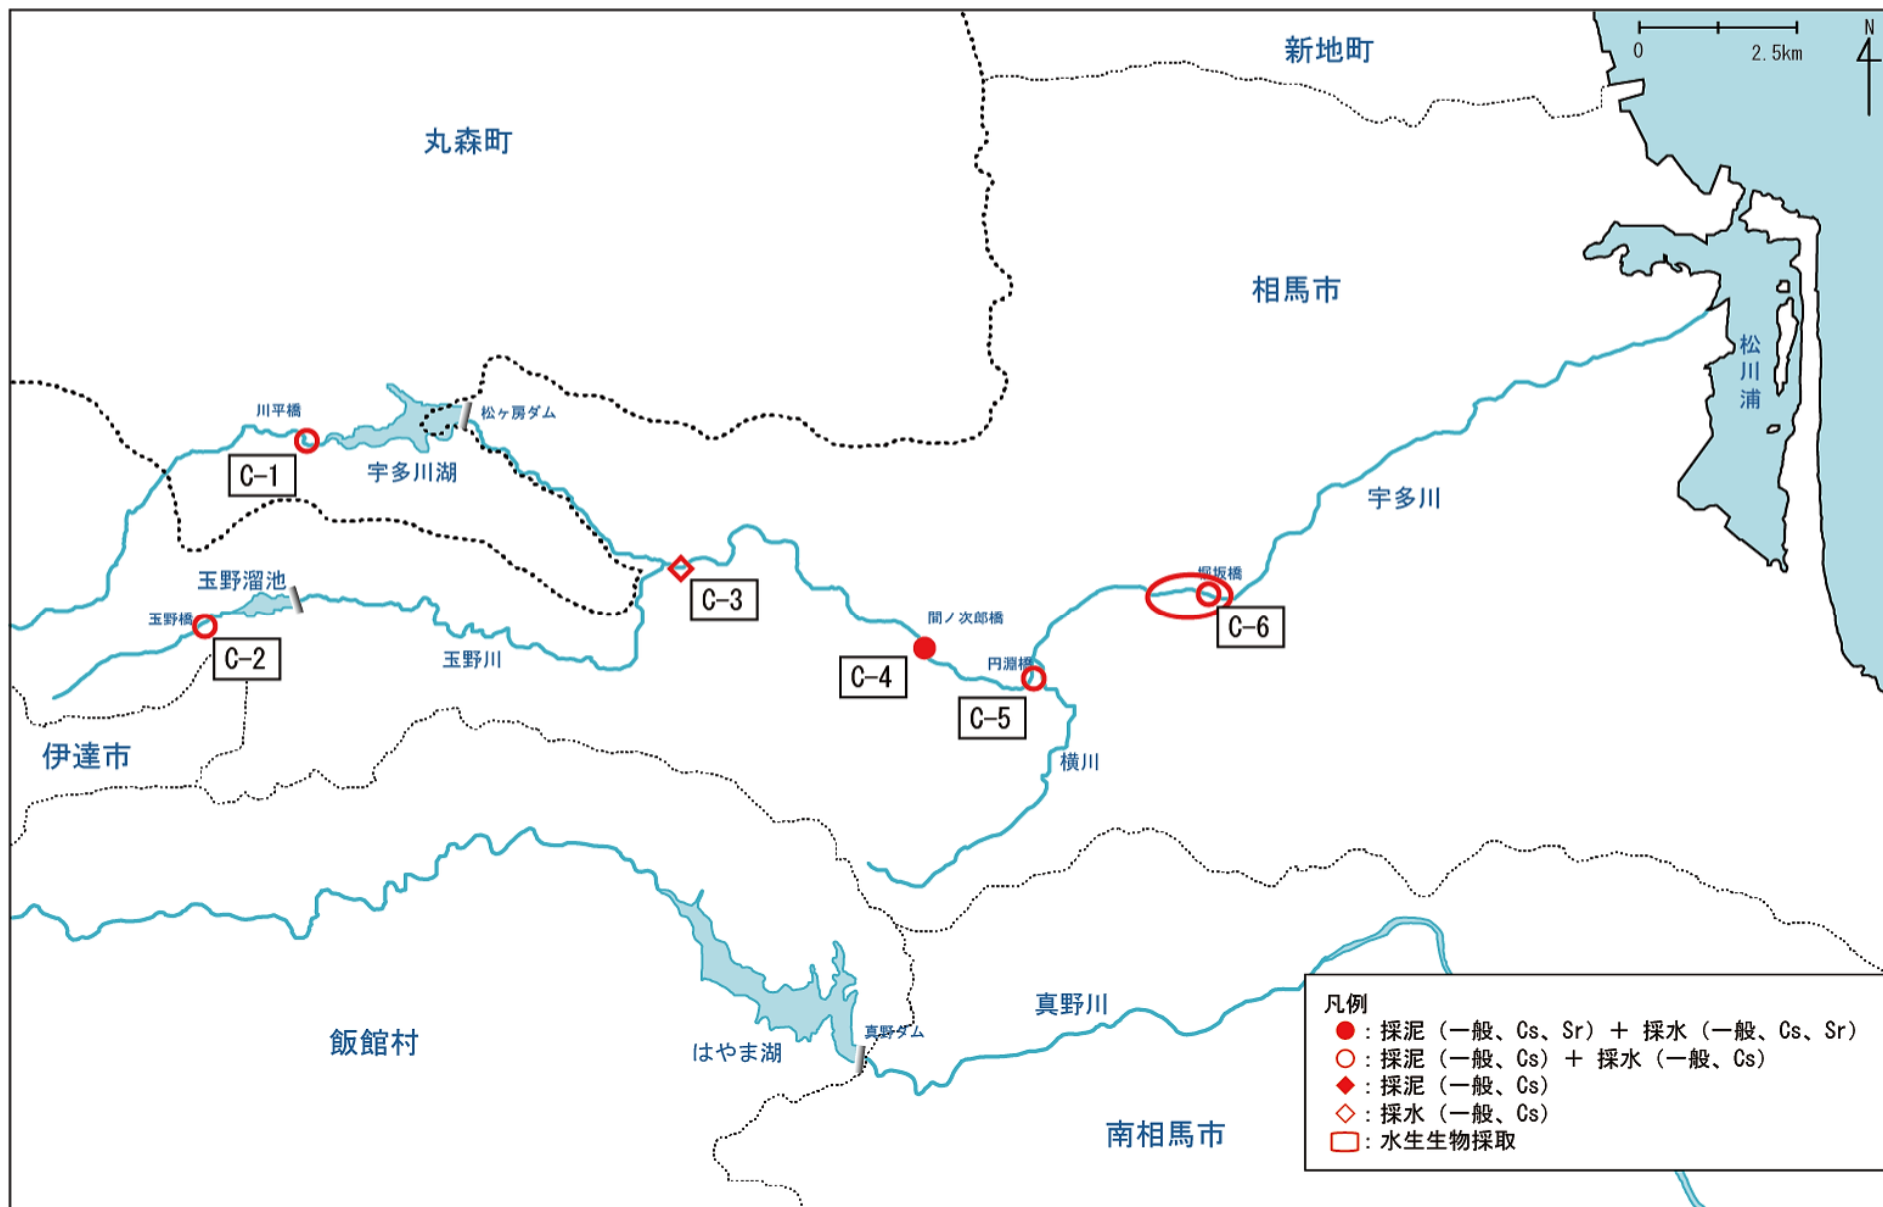 新地町
0
2.5km
N
丸森町
相馬市
松川浦
川平橋
松ヶ房ダム
C-1
宇多川湖
宇多川
玉野溜池
玉野橋
C-2
玉野川
C-3
間ノ次郎橋
C-4
円淵橋
C-5
堀坂橋
C-6
伊達市
横川
飯館村
はやま湖
真野ダム
真野川
南相馬市
凡例
●：採泥（一般、Cs、Sr）＋ 採水（一般、Cs、Sr）
○：採泥（一般、Cs）＋ 採水（一般、Cs）
◆：採泥（一般、Cs）
◇：採水（一般、Cs）
：水生生物採取